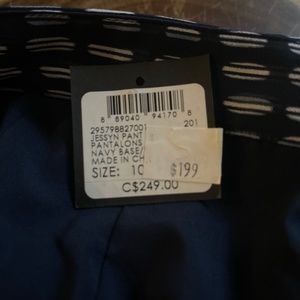 8 89040 94170 8
295798827001 201
JESSYN PANT
PANTALONS
NAVY BASE/
MADE IN CH
SIZE: 10
$199
C$249.00